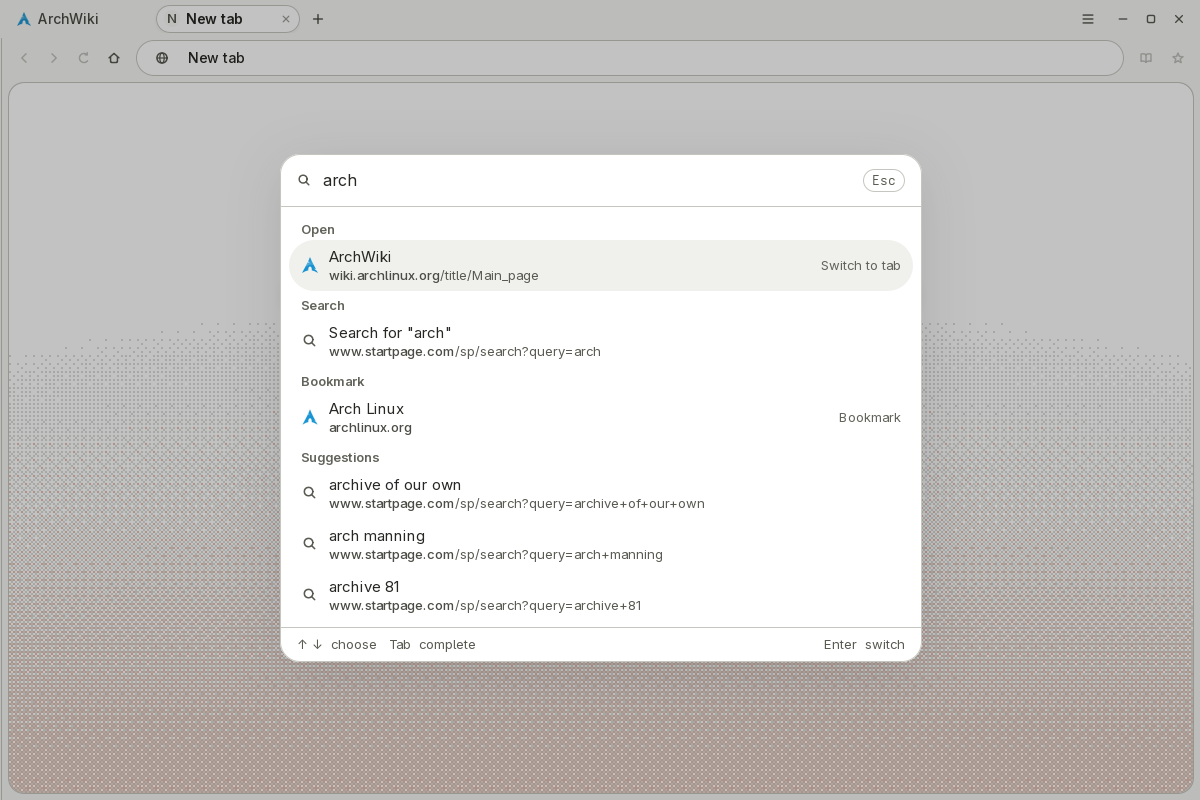 ArchWiki
N New tab
New tab
arch
Esc
Open
ArchWiki
wiki.archlinux.org/title/Main_page
Switch to tab
Search
Search for "arch"
www.startpage.com/sp/search?query=arch
Bookmark
Arch Linux
archlinux.org
Bookmark
Suggestions
archive of our own
www.startpage.com/sp/search?query=archive+of+our+own
arch manning
www.startpage.com/sp/search?query=arch+manning
archive 81
www.startpage.com/sp/search?query=archive+81
↑ ↓ choose Tab complete
Enter switch